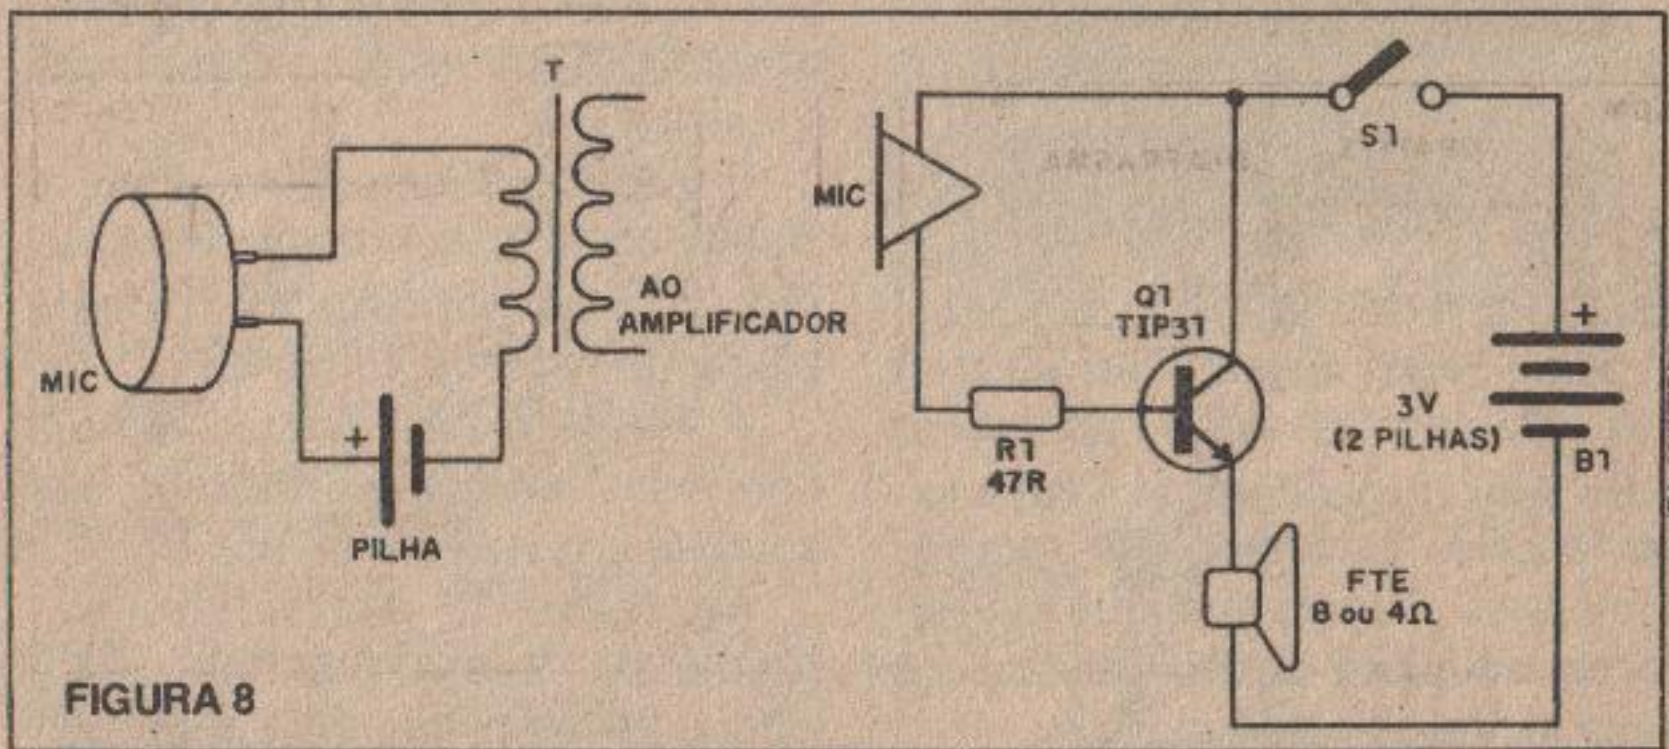 T
MIC
AO
AMPLIFICADOR
+
PILHA
MIC
S1
Q1
TIP31
R1
47R
+
3V
(2 PILHAS)
B1
FTE
8 ou 4Ω
FIGURA 8